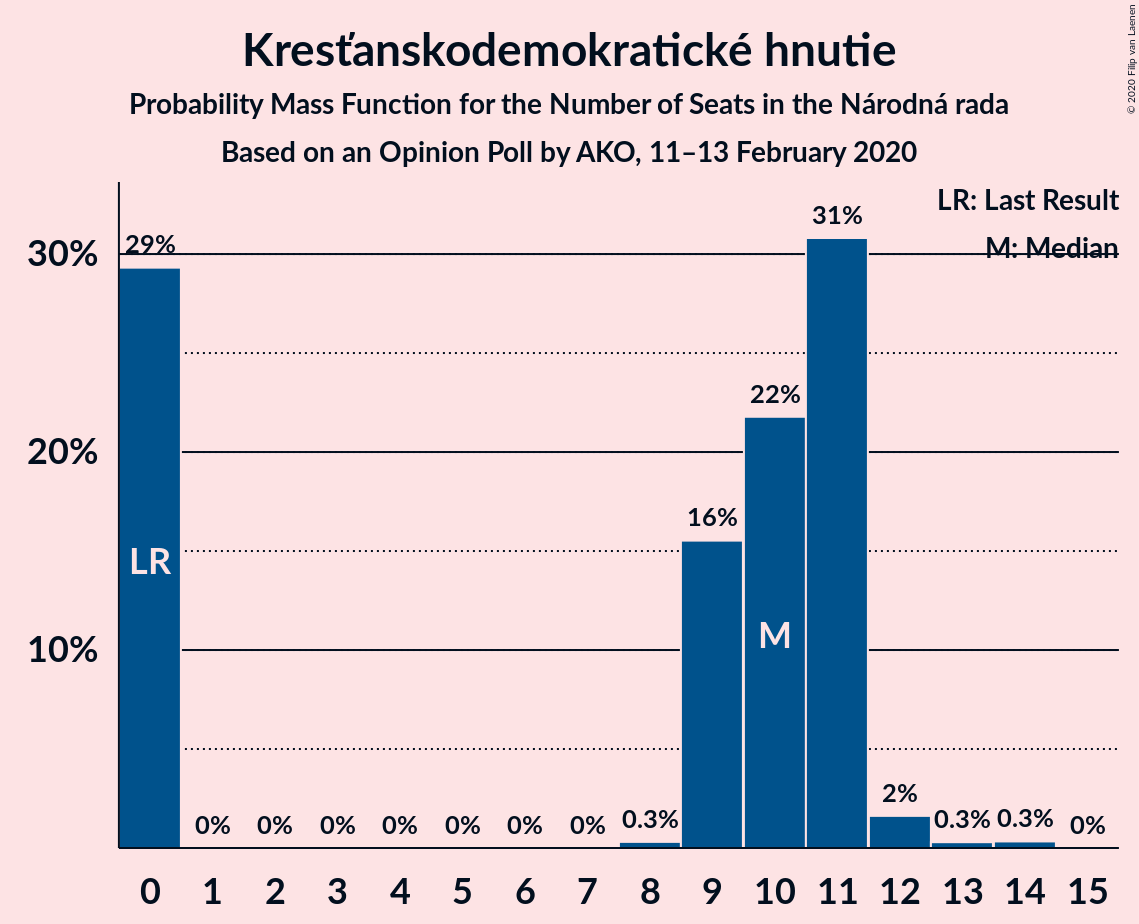 Kresťanskodemokratické hnutie
Probability Mass Function for the Number of Seats in the Národná rada
Based on an Opinion Poll by AKO, 11–13 February 2020
© 2020 Filip van Laenen
LR: Last Result
M: Median
30%
20%
10%
29%
0%
0%
0%
0%
0%
0%
0%
0.3%
16%
22%
31%
2%
0.3%
0.3%
0%
LR
M
0 1 2 3 4 5 6 7 8 9 10 11 12 13 14 15